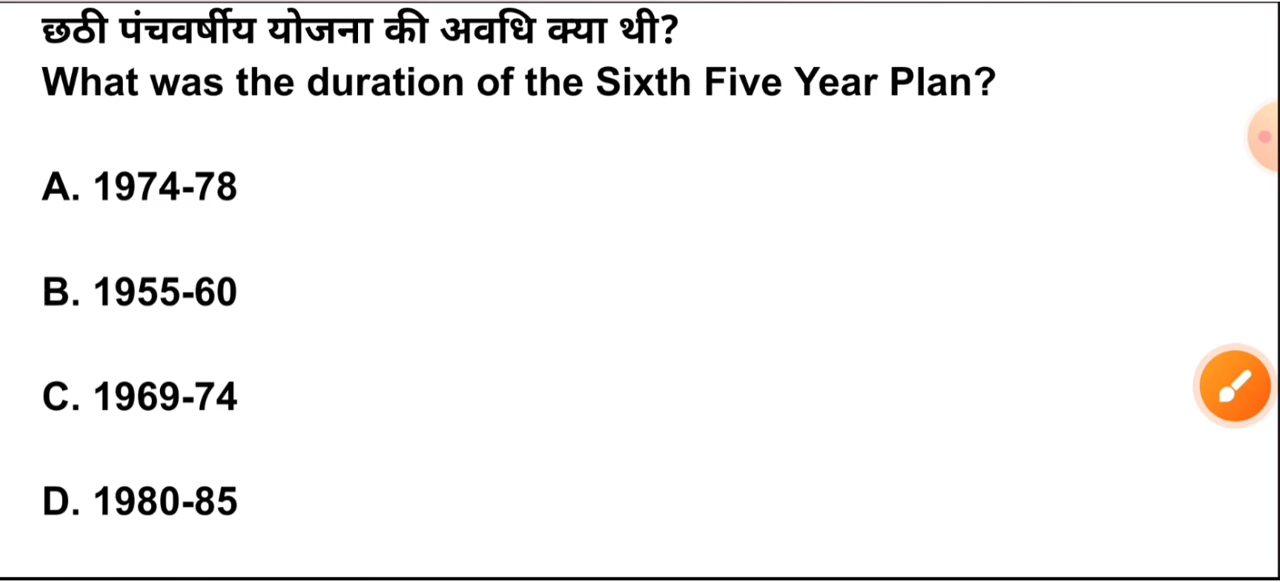 छठी पंचवर्षीय योजना की अवधि क्या थी?
What was the duration of the Sixth Five Year Plan?
A. 1974-78
B. 1955-60
C. 1969-74
D. 1980-85